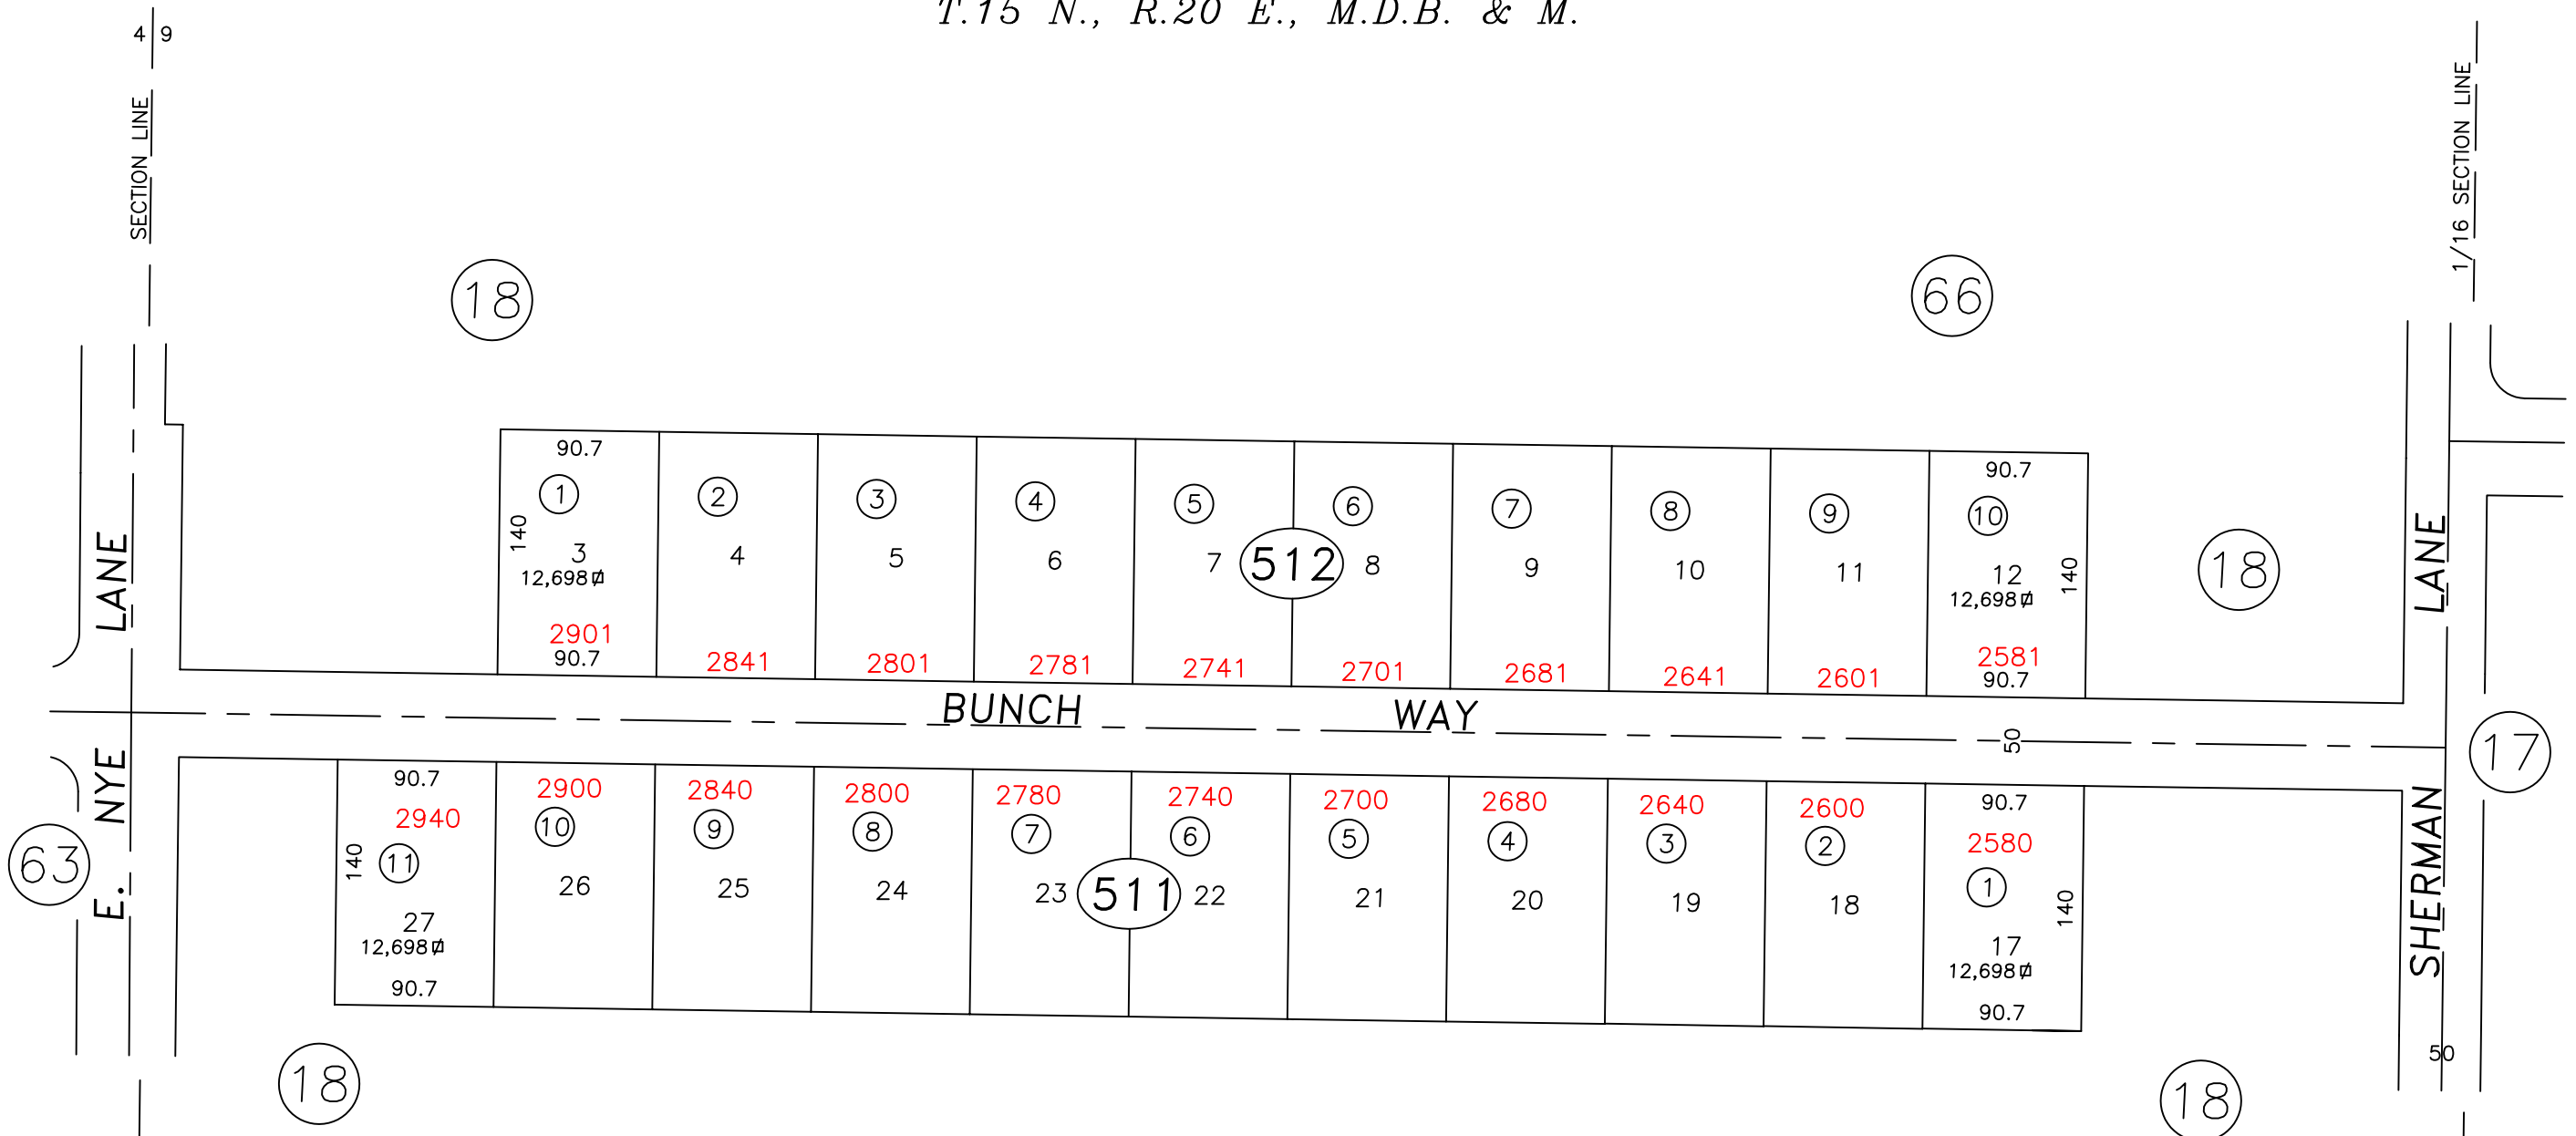 T.15 N., R.20 E., M.D.B. & M.
4 9
SECTION LINE
1/16 SECTION LINE
18
66
90.7
90.7
1 2 3 4 5 6 7 8 9 10
140
3 4 5 6 7 512 8 9 10 11 12
140
18
12,698
12,698
2901 2841 2801 2781 2741 2701 2681 2641 2601 2581
90.7
90.7
E. NYE LANE
BUNCH WAY
50
SHERMAN LANE
17
63
90.7
90.7
2940 2900 2840 2800 2780 2740 2700 2680 2640 2600 2580
11 10 9 8 7 6 5 4 3 2 1
140
27 26 25 24 23 511 22 21 20 19 18 17
140
12,698
12,698
90.7
90.7
50
18
18